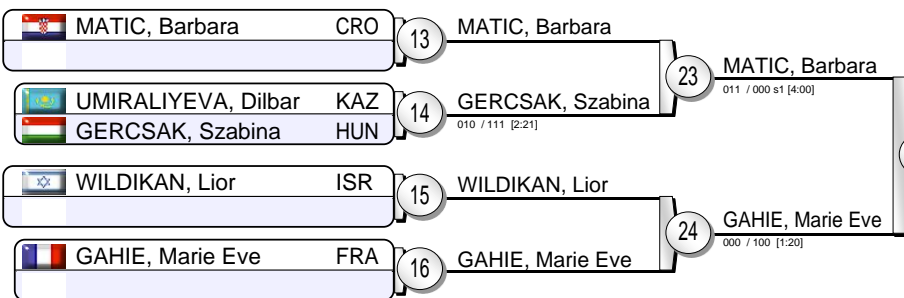 MATIC, Barbara CRO
13
MATIC, Barbara
UMIRALIYEVA, Dilbar KAZ
GERCSAK, Szabina HUN
14
GERCSAK, Szabina
010 / 111 [2:21]
23
MATIC, Barbara
011 / 000 s1 [4:00]
WILDIKAN, Lior ISR
15
WILDIKAN, Lior
GAHIE, Marie Eve FRA
16
GAHIE, Marie Eve
24
GAHIE, Marie Eve
000 / 100 [1:20]